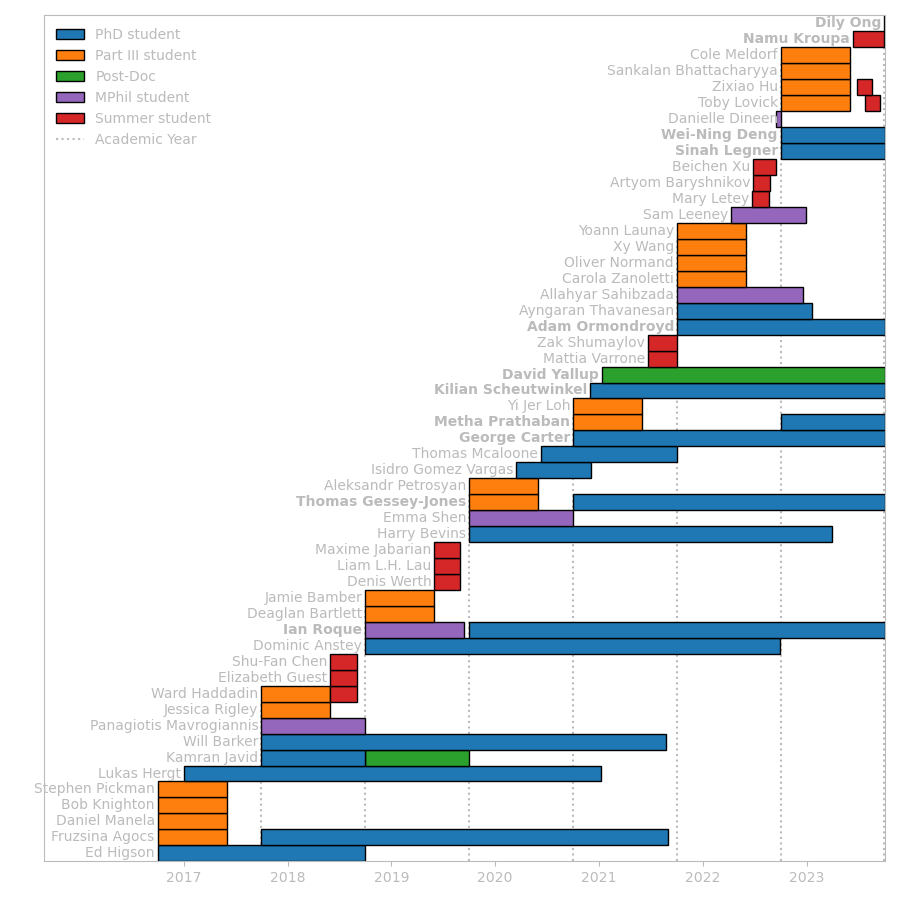 PhD student
Part III student
Post-Doc
MPhil student
Summer student
Academic Year
Dily Ong
Namu Kroupa
Cole Meldorf
Sankalan Bhattacharyya
Zixiao Hu
Toby Lovick
Danielle Dineen
Wei-Ning Deng
Sinah Legner
Beichen Xu
Artyom Baryshnikov
Mary Letey
Sam Leeney
Yoann Launay
Xy Wang
Oliver Normand
Carola Zanoletti
Allahyar Sahibzada
Ayngaran Thavanesan
Adam Ormondroyd
Zak Shumaylov
Mattia Varrone
David Yallup
Kilian Scheutwinkel
Yi Jer Loh
Metha Prathaban
George Carter
Thomas Mcaloone
Isidro Gomez Vargas
Aleksandr Petrosyan
Thomas Gessey-Jones
Emma Shen
Harry Bevins
Maxime Jabarian
Liam L.H. Lau
Denis Werth
Jamie Bamber
Deaglan Bartlett
Ian Roque
Dominic Anstey
Shu-Fan Chen
Elizabeth Guest
Ward Haddadin
Jessica Rigley
Panagiotis Mavrogiannis
Will Barker
Kamran Javid
Lukas Hergt
Stephen Pickman
Bob Knighton
Daniel Manela
Fruzsina Agocs
Ed Higson
2017 2018 2019 2020 2021 2022 2023